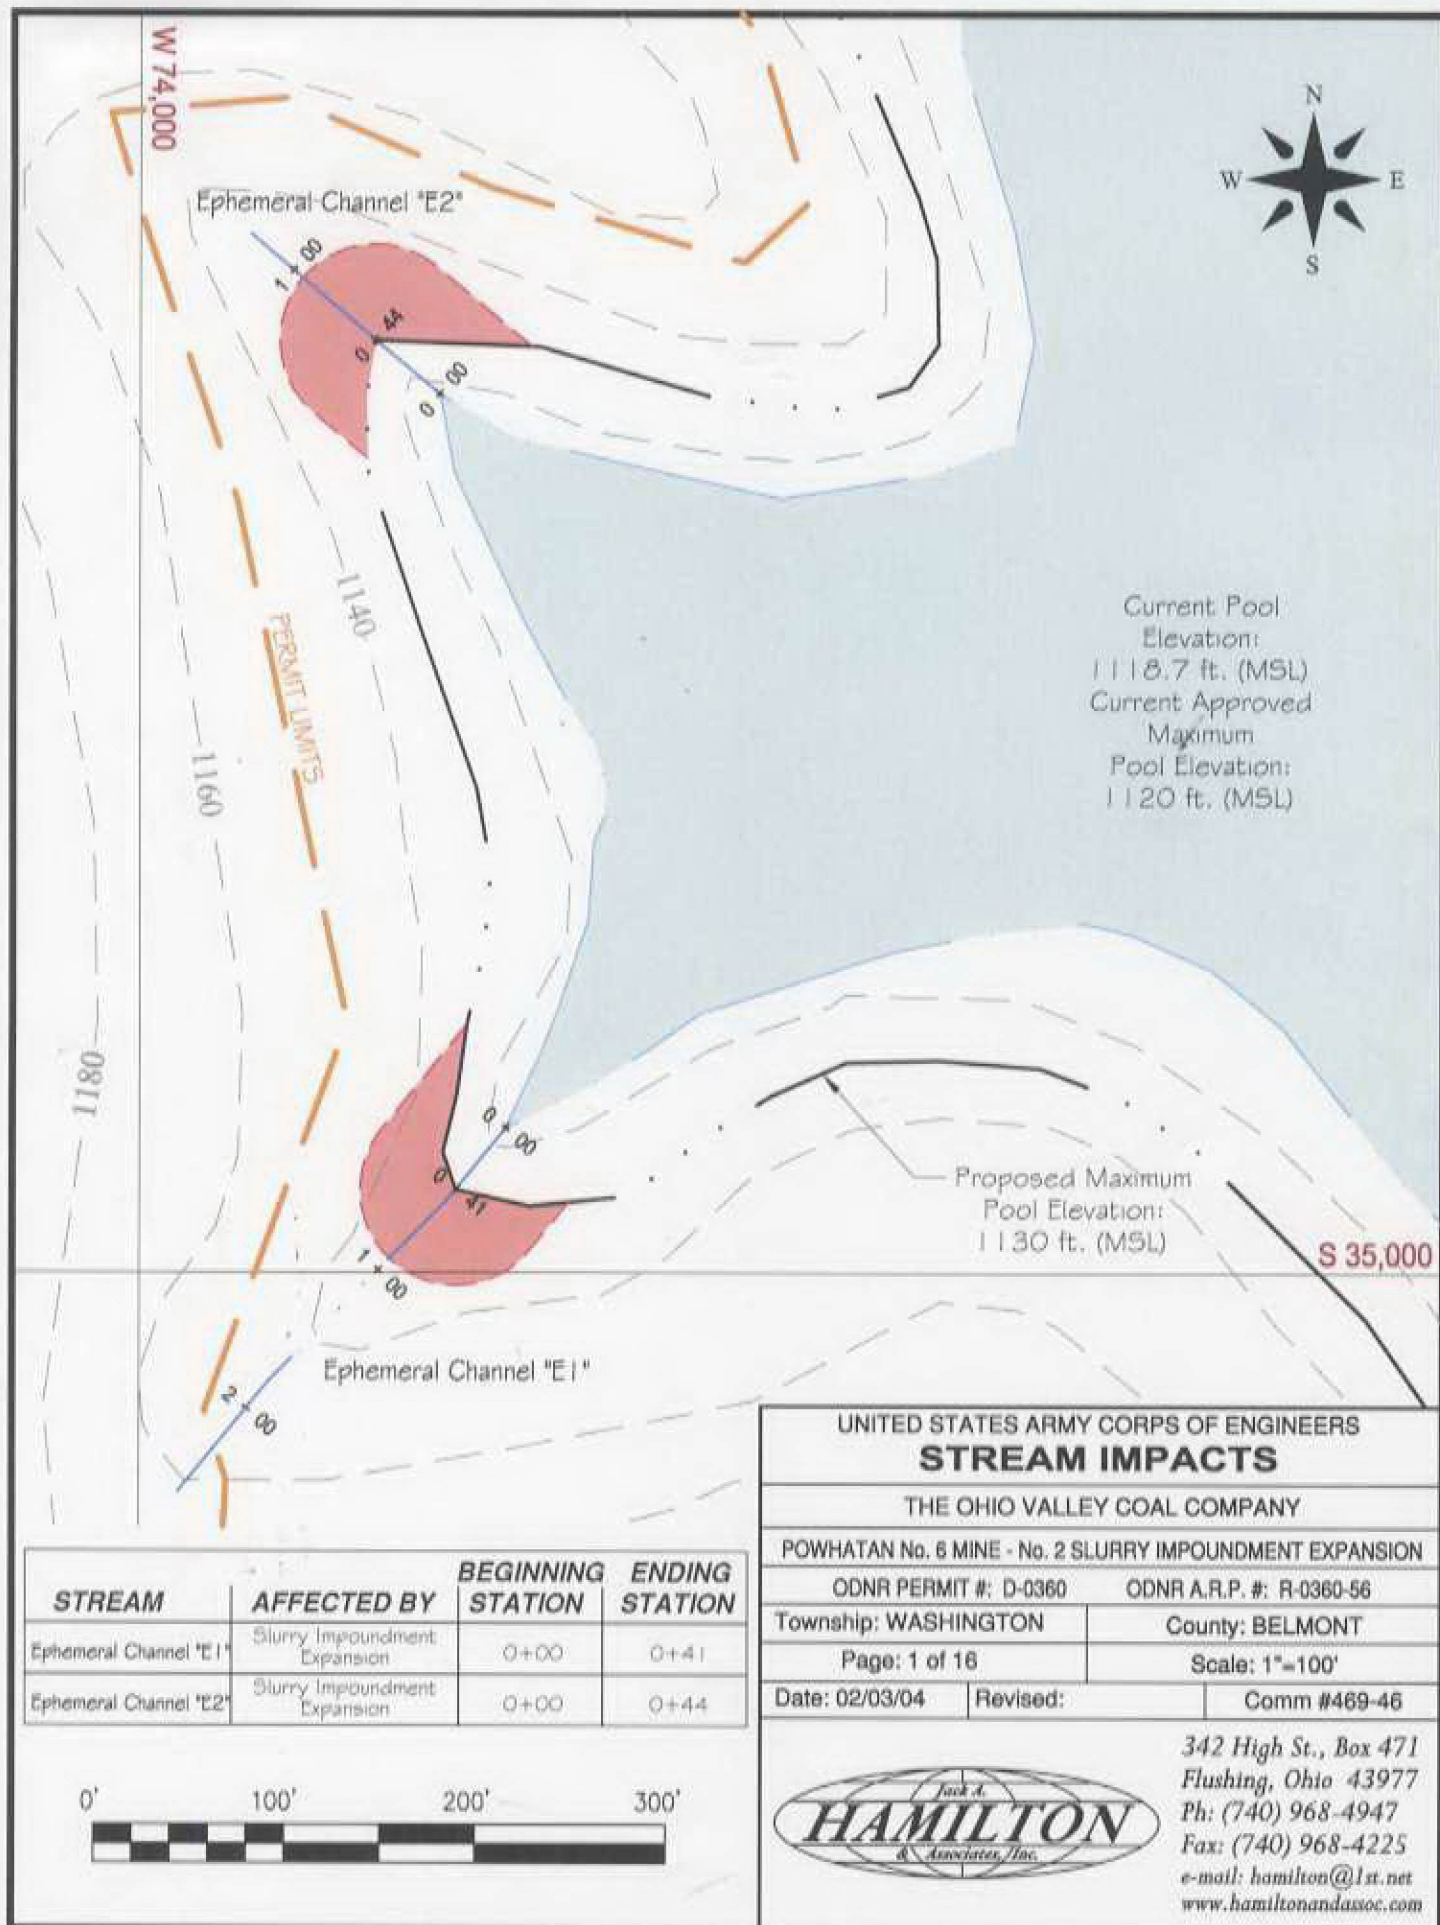 W 74,000
N
W E
S
Ephemeral Channel "E2"
1 00
0 44
0 00
1140
PERMIT LIMITS
1160
1180
Current Pool
Elevation:
1118.7 ft. (MSL)
Current Approved
Maximum
Pool Elevation:
1120 ft. (MSL)
0 00
0 41
1 00
Proposed Maximum
Pool Elevation:
1130 ft. (MSL)
S 35,000
Ephemeral Channel "E1"
2 00
UNITED STATES ARMY CORPS OF ENGINEERS
STREAM IMPACTS
THE OHIO VALLEY COAL COMPANY
POWHATAN No. 6 MINE - No. 2 SLURRY IMPOUNDMENT EXPANSION
ODNR PERMIT #: D-0360 ODNR A.R.P. #: R-0360-56
Township: WASHINGTON County: BELMONT
Page: 1 of 16 Scale: 1"=100'
Date: 02/03/04 Revised: Comm #469-46
STREAM AFFECTED BY BEGINNING STATION ENDING STATION
Ephemeral Channel "E1" Slurry Impoundment Expansion 0+00 0+41
Ephemeral Channel "E2" Slurry Impoundment Expansion 0+00 0+44
0' 100' 200' 300'
Jack A.
HAMILTON
& Associates, Inc.
342 High St., Box 471
Flushing, Ohio 43977
Ph: (740) 968-4947
Fax: (740) 968-4225
e-mail: hamilton@1st.net
www.hamiltonandassoc.com